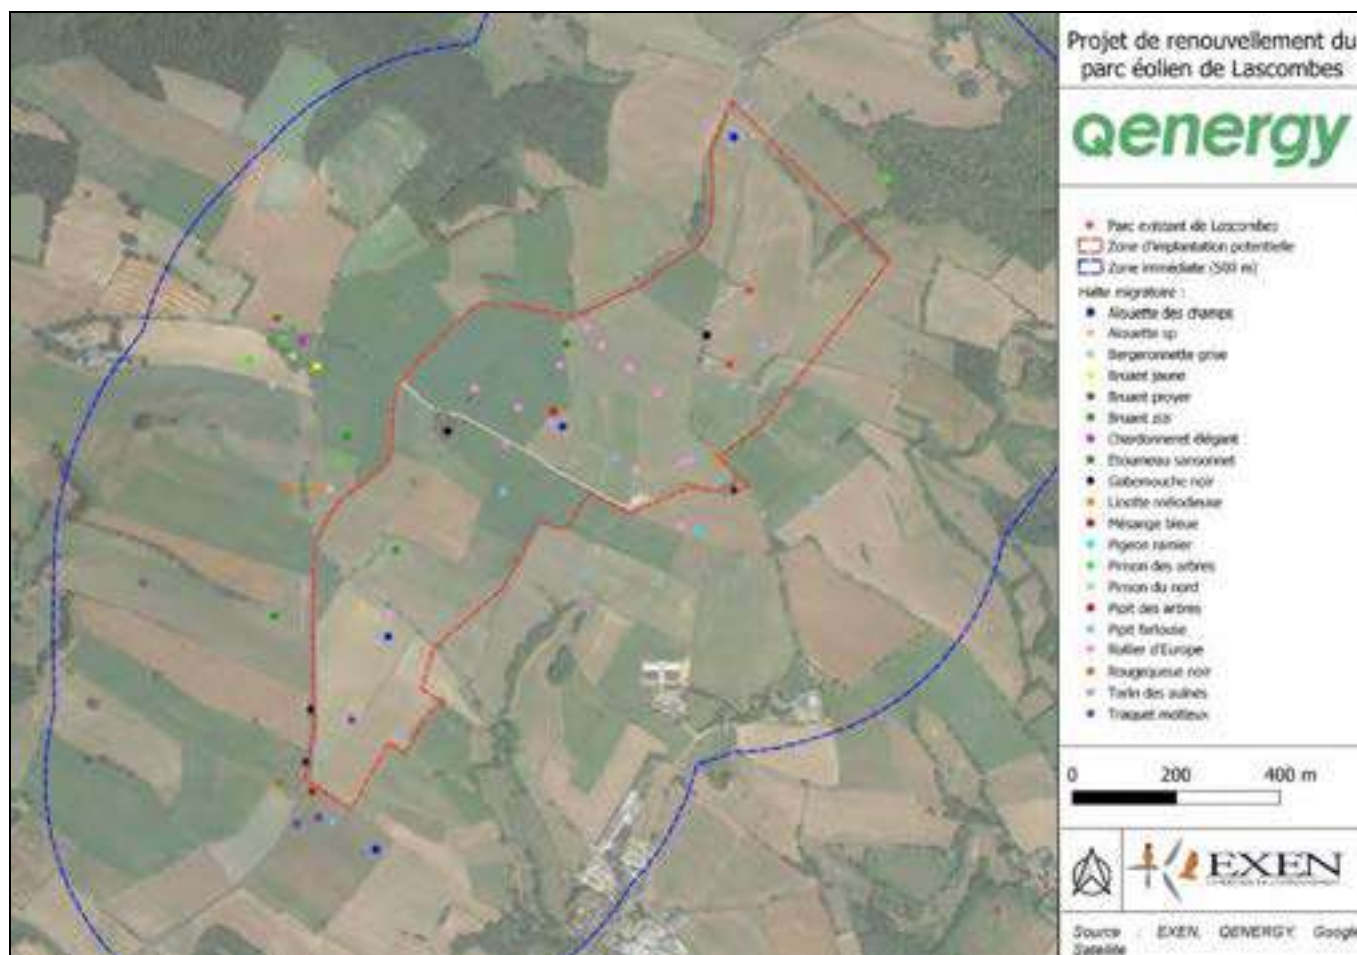 Projet de renouvellement du
parc éolien de Lascombes
Qenergy
Parc existant de Lascombes
Zone d'implantation potentielle
Zone immédiate (500 m)
Halte migratoire :
Alouette des champs
Alouette sp
Bergeronnette grise
Bruant jaune
Bruant proyer
Bruant zizi
Chardonneret élégant
Etourneau sansonnet
Gobemouche noir
Linotte mélodieuse
Mésange bleue
Pigeon ramier
Pinson des arbres
Pinson du nord
Pipit des arbres
Pipit farlouse
Rollier d'Europe
Rougequeue noir
Tarin des aulnes
Traquet motteux
0 200 400 m
EXEN
Source : EXEN, QENERGY, Google
Satellite